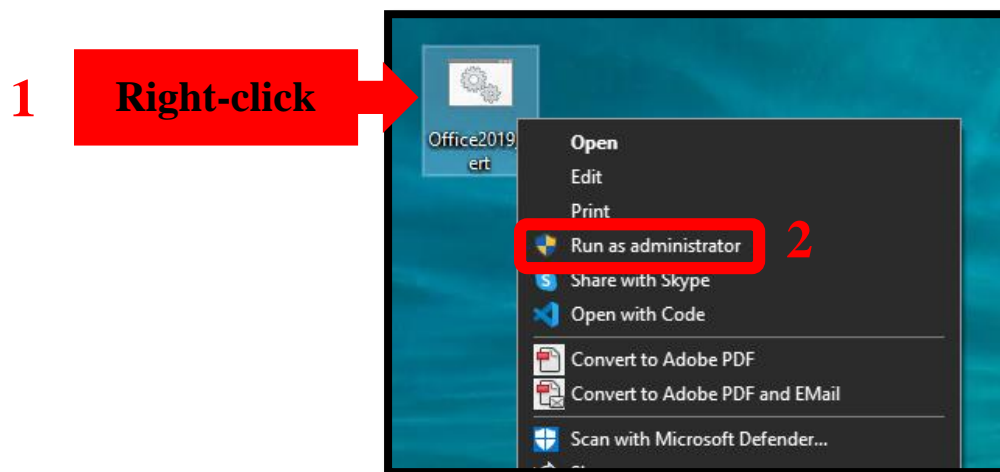 1
Right-click
Office2019
ert
Open
Edit
Print
Run as administrator
2
Share with Skype
Open with Code
Convert to Adobe PDF
Convert to Adobe PDF and EMail
Scan with Microsoft Defender...